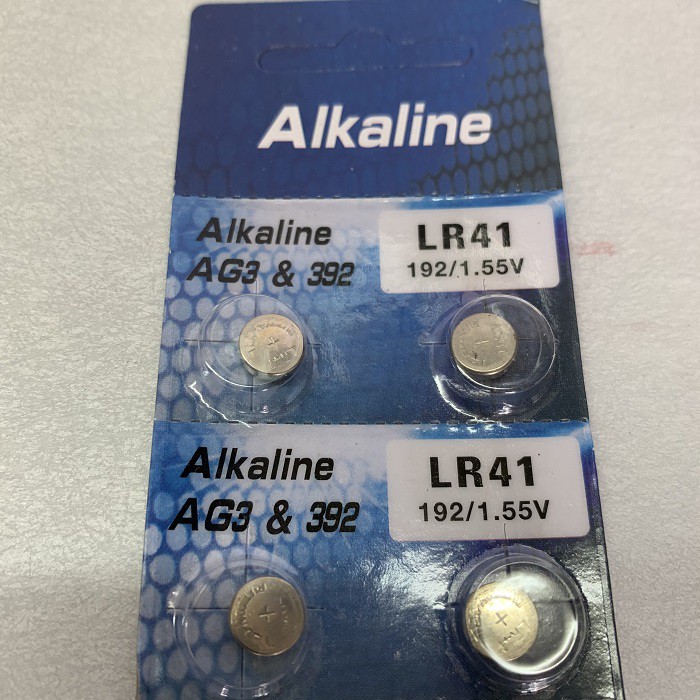 Alkaline
Alkaline
LR41
AG3 & 392
192/1.55V
+
+
Alkaline
LR41
AG3 & 392
192/1.55V
+
+